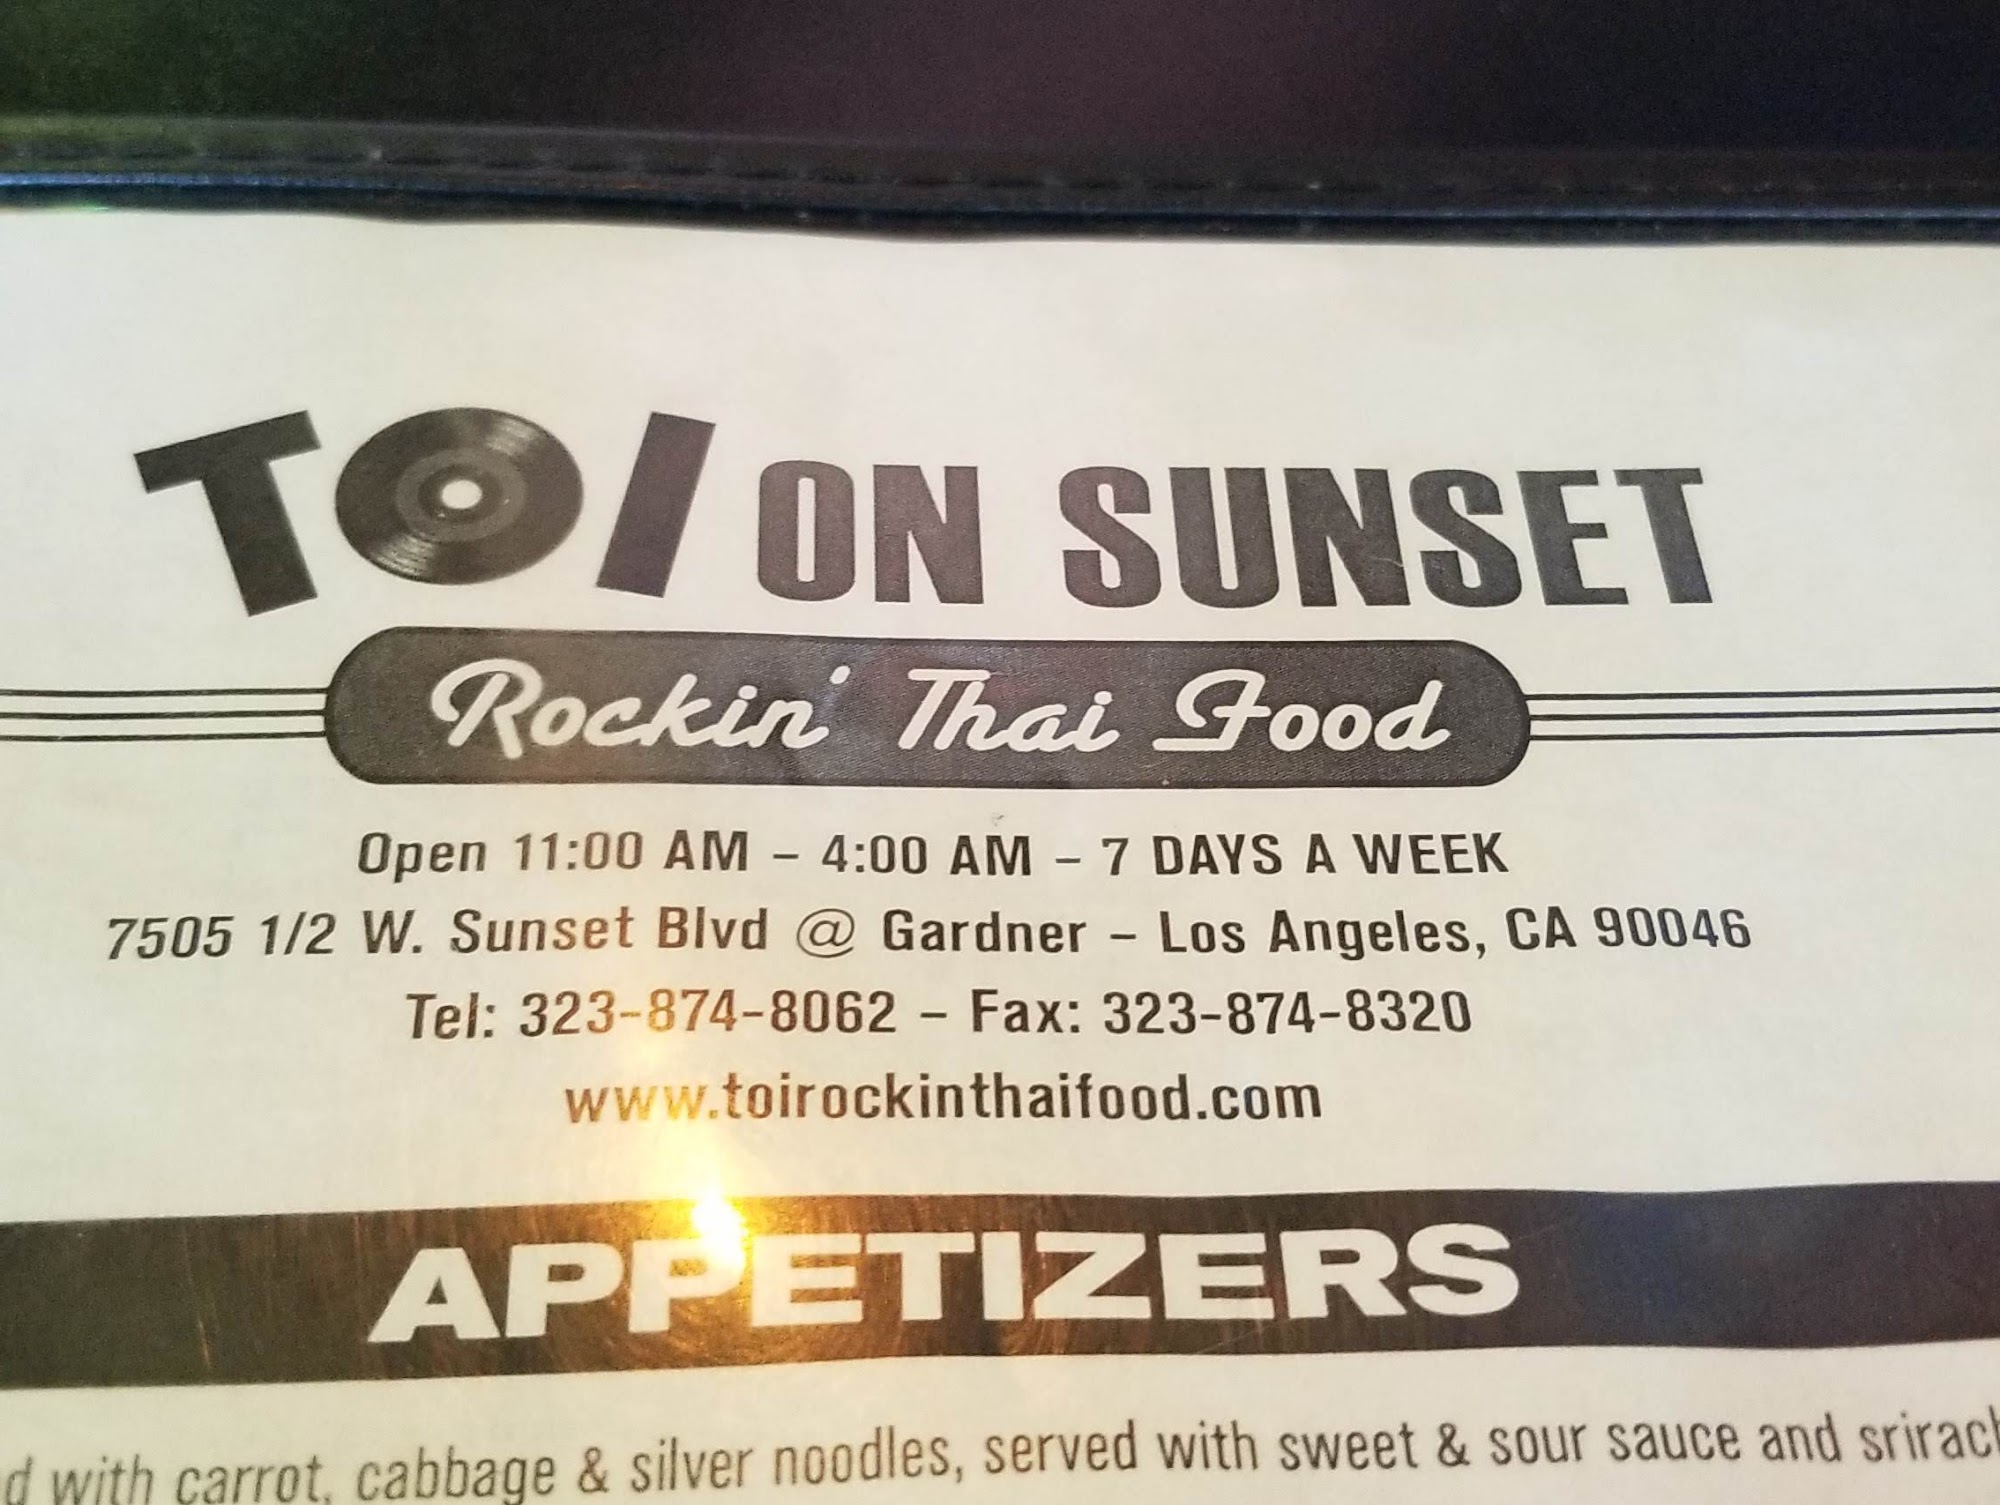 TOI ON SUNSET
Rockin' Thai Food
Open 11:00 AM – 4:00 AM – 7 DAYS A WEEK
7505 1/2 W. Sunset Blvd @ Gardner – Los Angeles, CA 90046
Tel: 323-874-8062 – Fax: 323-874-8320
www.toirockinthaifood.com
APPETIZERS
with carrot, cabbage & silver noodles, served with sweet & sour sauce and